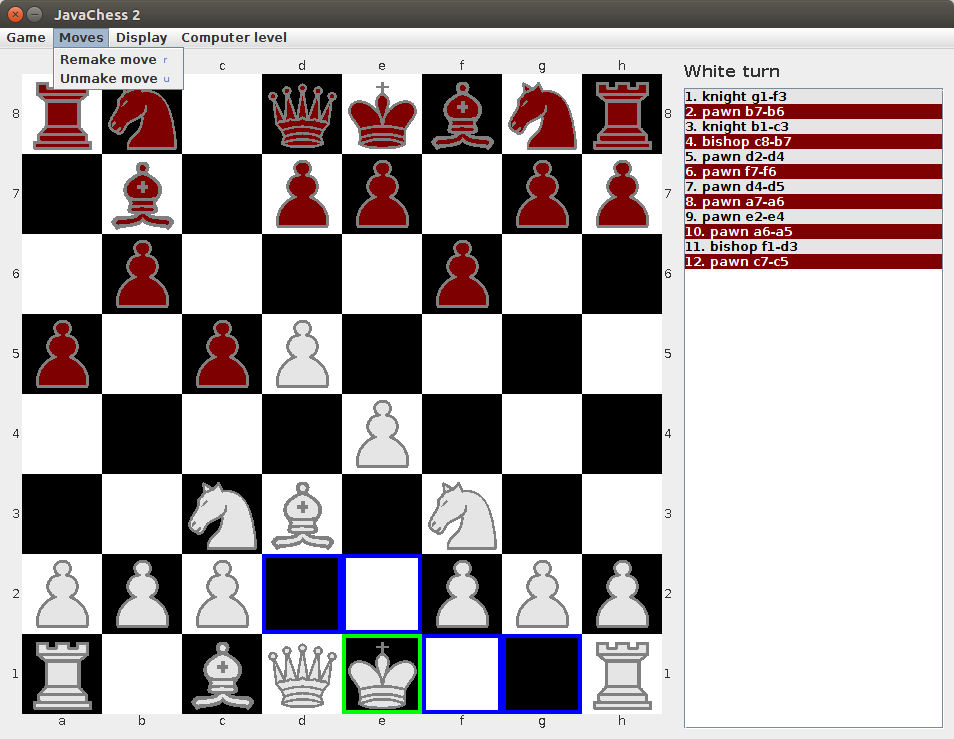 JavaChess 2
Game Moves Display Computer level
Remake move r
Unmake move u
c d e f g h
8 8
7 7
6 6
5 5
4 4
3 3
2 2
1 1
a b c d e f g h
White turn
1. knight g1-f3
2. pawn b7-b6
3. knight b1-c3
4. bishop c8-b7
5. pawn d2-d4
6. pawn f7-f6
7. pawn d4-d5
8. pawn a7-a6
9. pawn e2-e4
10. pawn a6-a5
11. bishop f1-d3
12. pawn c7-c5